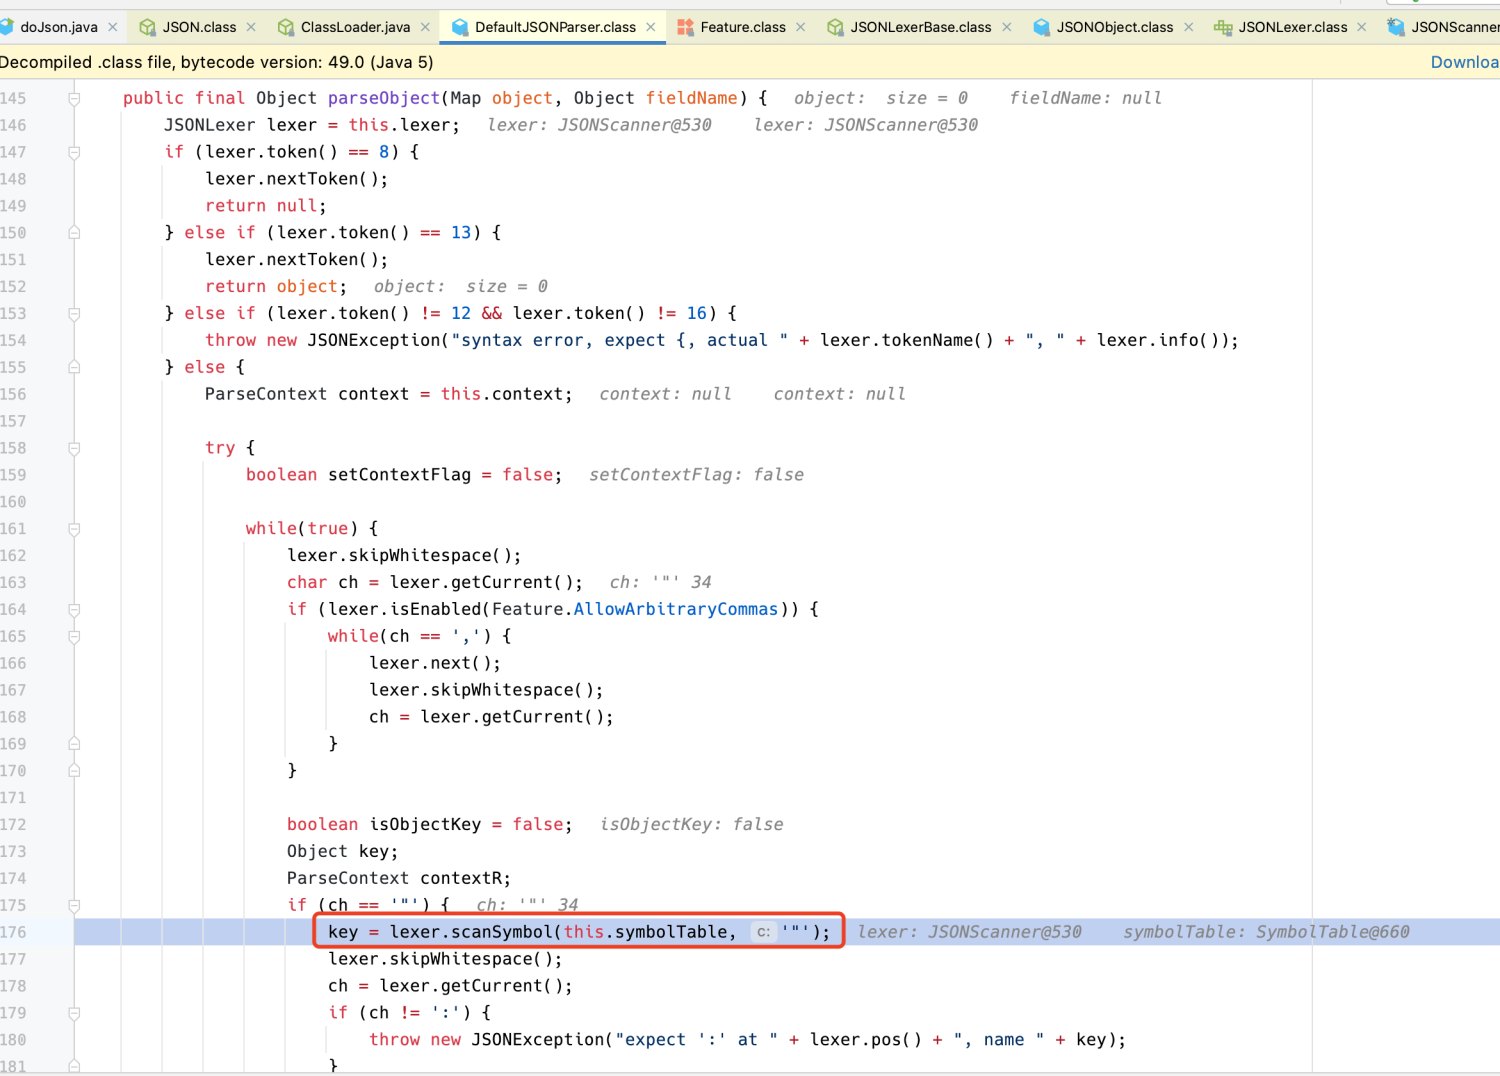 doJson.java × JSON.class × ClassLoader.java × DefaultJSONParser.class × Feature.class × JSONLexerBase.class × JSONObject.class × JSONLexer.class × JSONScanner
Decompiled .class file, bytecode version: 49.0 (Java 5) Downloa
145 public final Object parseObject(Map object, Object fieldName) { object: size = 0 fieldName: null
146 JSONLexer lexer = this.lexer; lexer: JSONScanner@530 lexer: JSONScanner@530
147 if (lexer.token() == 8) {
148 lexer.nextToken();
149 return null;
150 } else if (lexer.token() == 13) {
151 lexer.nextToken();
152 return object; object: size = 0
153 } else if (lexer.token() != 12 && lexer.token() != 16) {
154 throw new JSONException("syntax error, expect {, actual " + lexer.tokenName() + ", " + lexer.info());
155 } else {
156 ParseContext context = this.context; context: null context: null
157
158 try {
159 boolean setContextFlag = false; setContextFlag: false
160
161 while(true) {
162 lexer.skipWhitespace();
163 char ch = lexer.getCurrent(); ch: '"' 34
164 if (lexer.isEnabled(Feature.AllowArbitraryCommas)) {
165 while(ch == ',') {
166 lexer.next();
167 lexer.skipWhitespace();
168 ch = lexer.getCurrent();
169 }
170 }
171
172 boolean isObjectKey = false; isObjectKey: false
173 Object key;
174 ParseContext contextR;
175 if (ch == '"') { ch: '"' 34
176 key = lexer.scanSymbol(this.symbolTable, c: '"'); lexer: JSONScanner@530 symbolTable: SymbolTable@660
177 lexer.skipWhitespace();
178 ch = lexer.getCurrent();
179 if (ch != ':') {
180 throw new JSONException("expect ':' at " + lexer.pos() + ", name " + key);
181 }